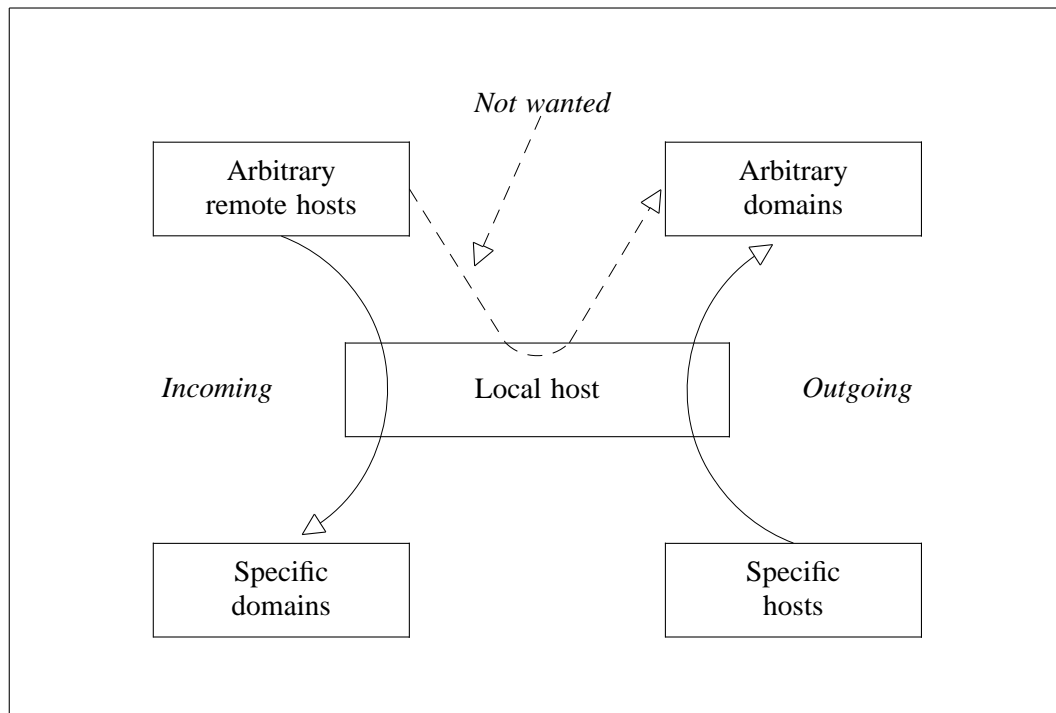 Not wanted
Arbitrary
remote hosts
Arbitrary
domains
Incoming
Local host
Outgoing
Specific
domains
Specific
hosts